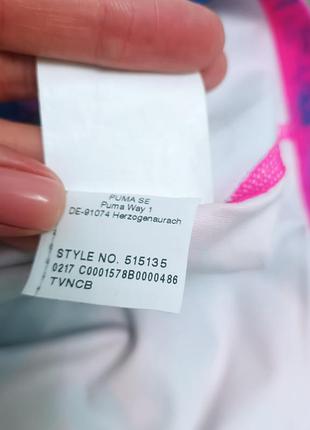 PUMA SE
Puma Way 1
DE-91074 Herzogenaurach
STYLE NO. 515135
0217 C0001578B0000486
TVNCB